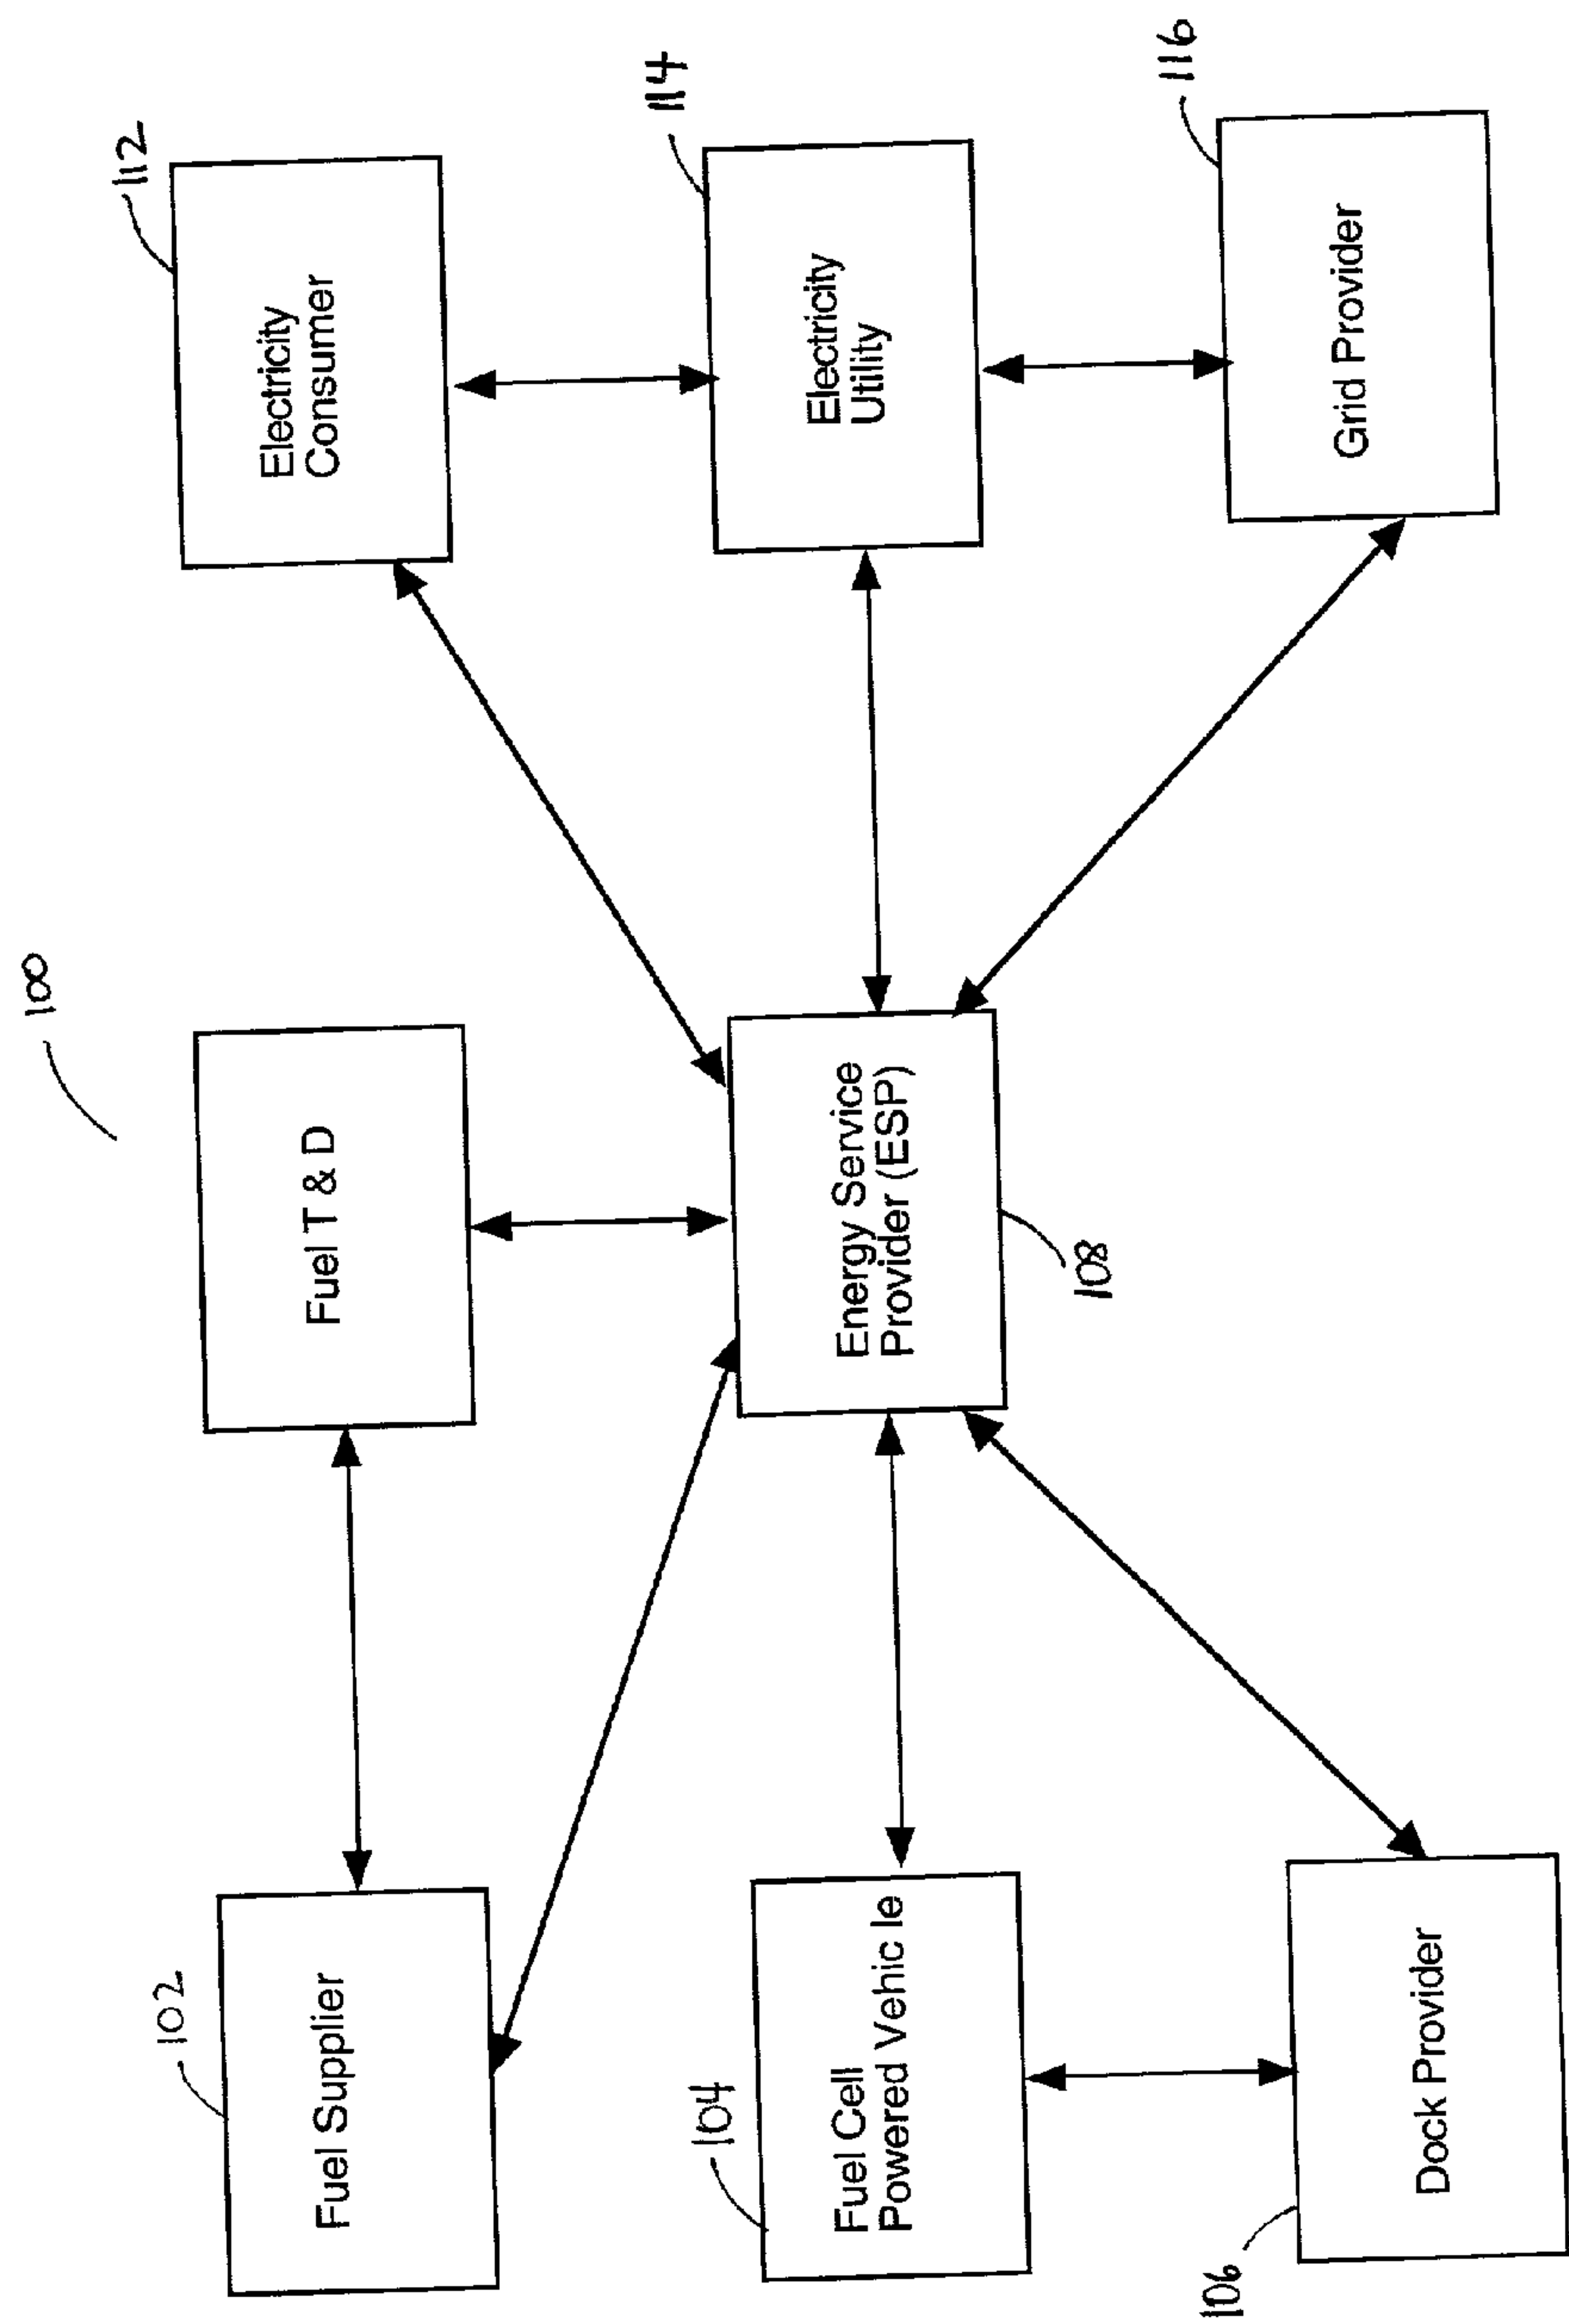 100
102
Fuel Supplier
Fuel T & D
112
Electricity
Consumer
104
Fuel Cell
Powered Vehic le
Energy Service
Provider (ESP)
108
114
Electricity
Utility
106
Dock Provider
116
Grid Provider